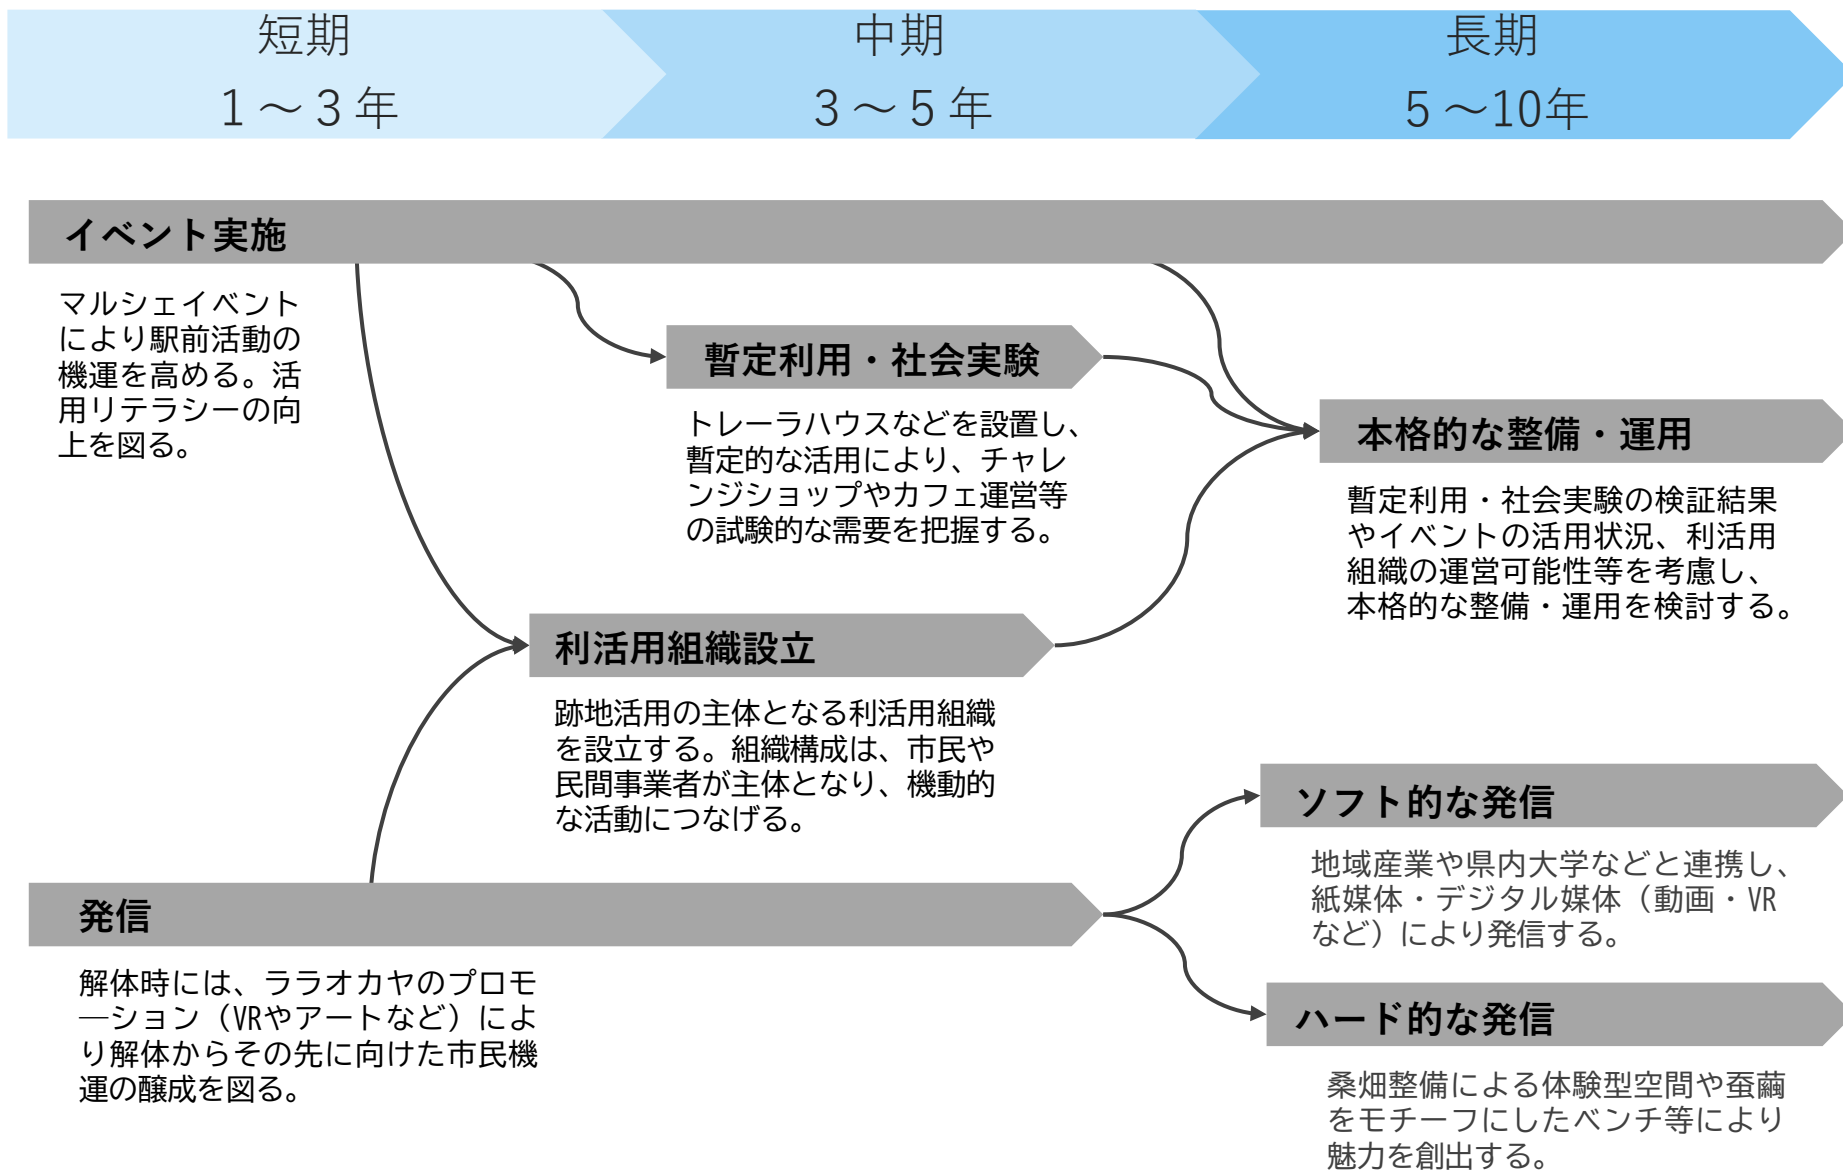 短期
1～3年
中期
3～5年
長期
5～10年
イベント実施
マルシェイベント
により駅前活動の
機運を高める。活
用リテラシーの向
上を図る。
暫定利用・社会実験
トレーラハウスなどを設置し、
暫定的な活用により、チャレ
ンジショップやカフェ運営等
の試験的な需要を把握する。
本格的な整備・運用
暫定利用・社会実験の検証結果
やイベントの活用状況、利活用
組織の運営可能性等を考慮し、
本格的な整備・運用を検討する。
利活用組織設立
跡地活用の主体となる利活用組織
を設立する。組織構成は、市民や
民間事業者が主体となり、機動的
な活動につなげる。
発信
解体時には、ララオカヤのプロモ
―ション（VRやアートなど）によ
り解体からその先に向けた市民機
運の醸成を図る。
ソフト的な発信
地域産業や県内大学などと連携し、
紙媒体・デジタル媒体（動画・VR
など）により発信する。
ハード的な発信
桑畑整備による体験型空間や蚕繭
をモチーフにしたベンチ等により
魅力を創出する。